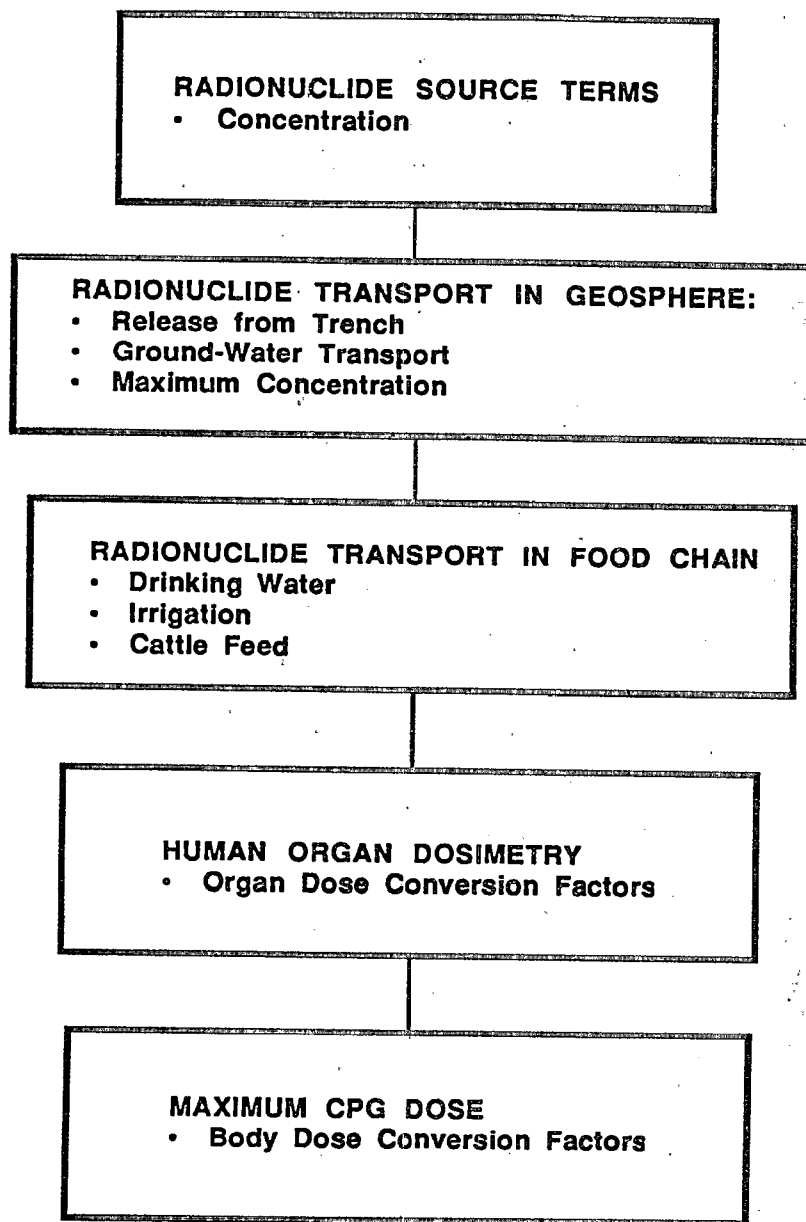 RADIONUCLIDE SOURCE TERMS
• Concentration
RADIONUCLIDE TRANSPORT IN GEOSPHERE:
• Release from Trench
• Ground-Water Transport
• Maximum Concentration
RADIONUCLIDE TRANSPORT IN FOOD CHAIN
• Drinking Water
• Irrigation
• Cattle Feed
HUMAN ORGAN DOSIMETRY
• Organ Dose Conversion Factors
MAXIMUM CPG DOSE
• Body Dose Conversion Factors